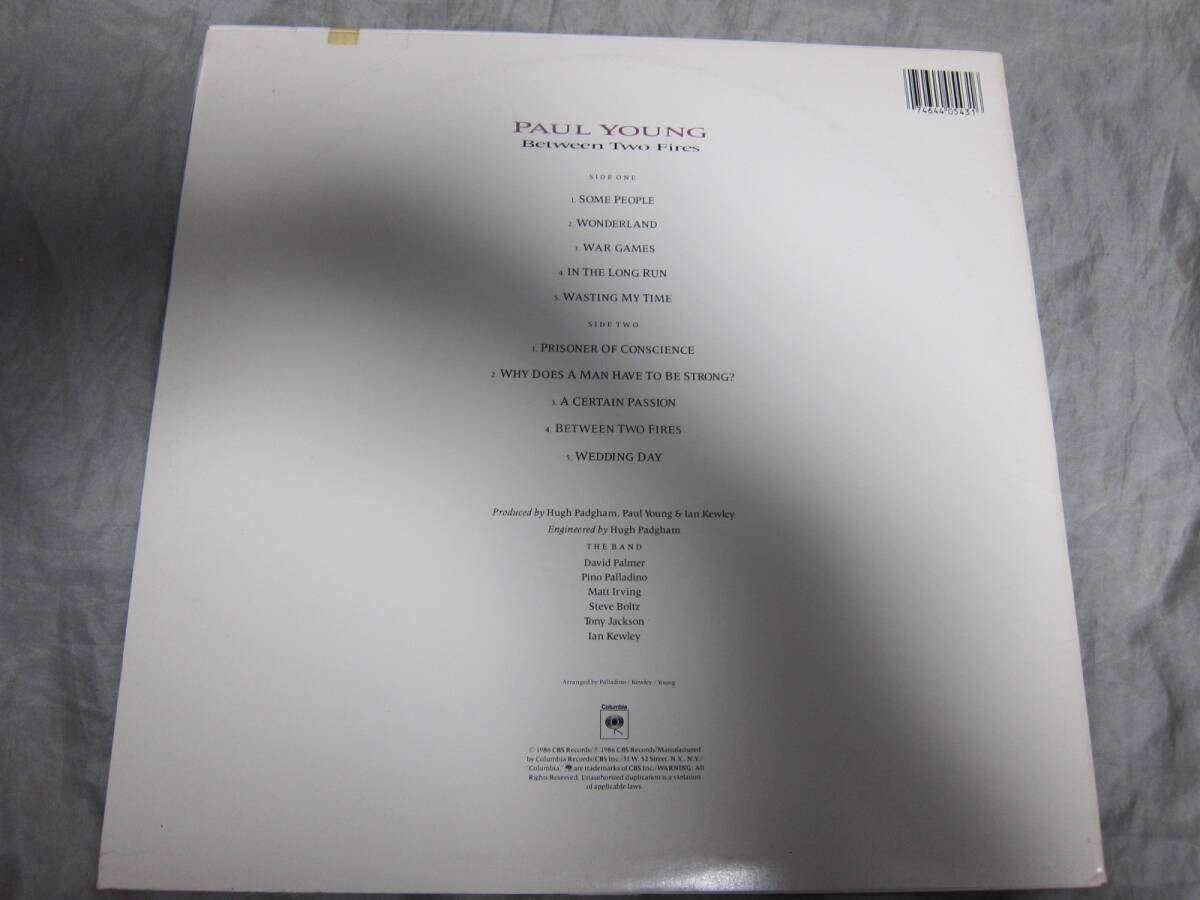 74644 05431
PAUL YOUNG
Between Two Fires
SIDE ONE
1. SOME PEOPLE
2. WONDERLAND
3. WAR GAMES
4. IN THE LONG RUN
5. WASTING MY TIME
SIDE TWO
1. PRISONER OF CONSCIENCE
2. WHY DOES A MAN HAVE TO BE STRONG?
3. A CERTAIN PASSION
4. BETWEEN TWO FIRES
5. WEDDING DAY
Produced by Hugh Padgham, Paul Young & Ian Kewley
Engineered by Hugh Padgham
THE BAND
David Palmer
Pino Palladino
Matt Irving
Steve Boltz
Tony Jackson
Ian Kewley
Arranged by Palladino / Kewley / Young
Columbia
© 1986 CBS Records/℗ 1986 CBS Records/Manufactured
by Columbia Records/CBS Inc./51 W. 52 Street, N.Y., N.Y./
"Columbia," are trademarks of CBS Inc./WARNING: All
Rights Reserved. Unauthorized duplication is a violation
of applicable laws.